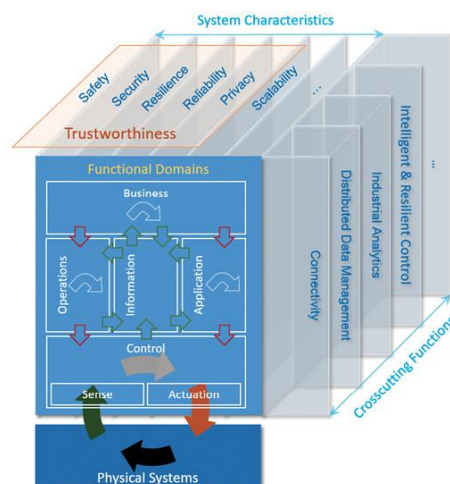 System Characteristics
Safety
Security
Resilience
Reliability
Privacy
Scalability
...
Trustworthiness
Functional Domains
Business
Operations
Information
Application
Control
Sense
Actuation
Physical Systems
Connectivity
Distributed Data Management
Industrial Analytics
Intelligent & Resilient Control
...
Crosscutting Functions